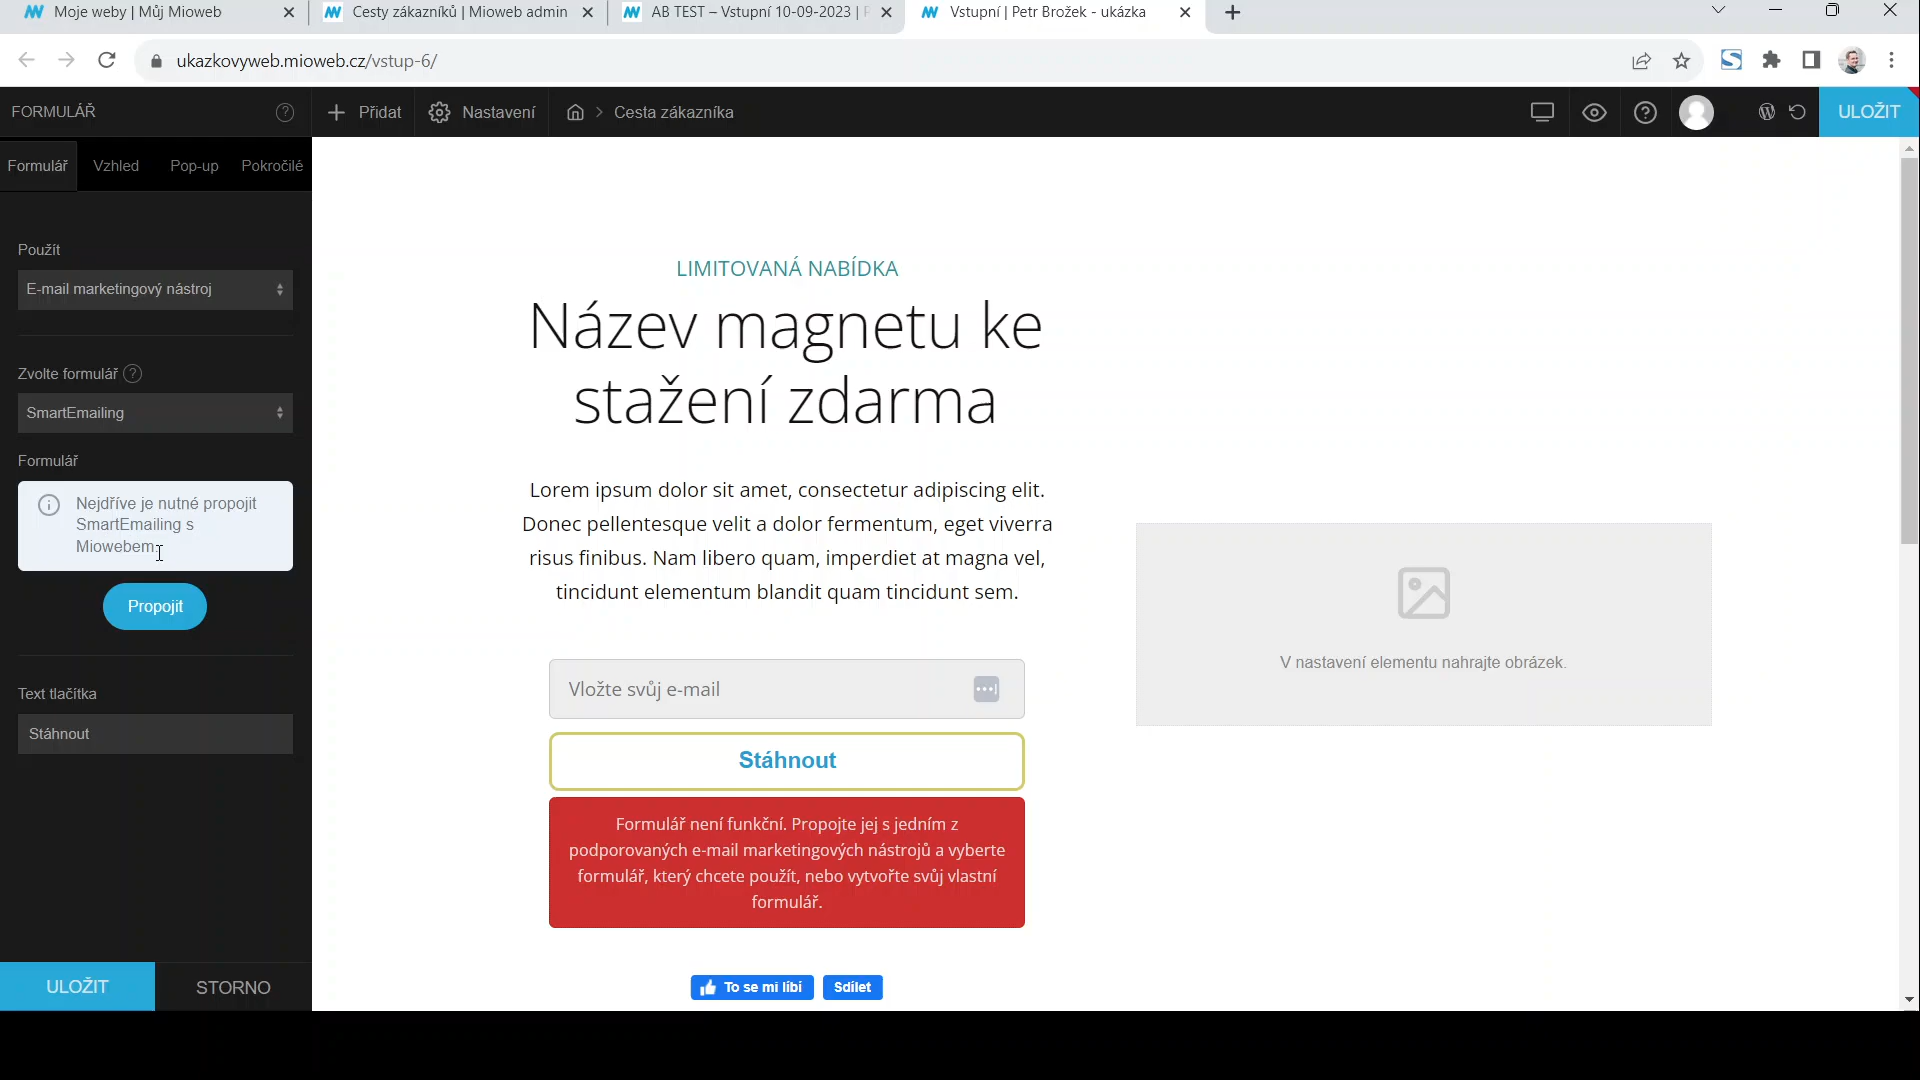 Moje weby | Můj Mioweb
Cesty zákazníků | Mioweb admin
AB TEST – Vstupní 10-09-2023 |
Vstupní | Petr Brožek - ukázka
ukazkovyweb.mioweb.cz/vstup-6/
FORMULÁŘ
Přidat
Nastavení
Cesta zákazníka
ULOŽIT
Formulář
Vzhled
Pop-up
Pokročilé
Použít
E-mail marketingový nástroj
Zvolte formulář
SmartEmailing
Formulář
Nejdříve je nutné propojit
SmartEmailing s
Miowebem.
Propojit
Text tlačítka
Stáhnout
ULOŽIT
STORNO
LIMITOVANÁ NABÍDKA
Název magnetu ke
stažení zdarma
Lorem ipsum dolor sit amet, consectetur adipiscing elit.
Donec pellentesque velit a dolor fermentum, eget viverra
risus finibus. Nam libero quam, imperdiet at magna vel,
tincidunt elementum blandit quam tincidunt sem.
Vložte svůj e-mail
Stáhnout
Formulář není funkční. Propojte jej s jedním z
podporovaných e-mail marketingových nástrojů a vyberte
formulář, který chcete použít, nebo vytvořte svůj vlastní
formulář.
To se mi líbí
Sdílet
V nastavení elementu nahrajte obrázek.